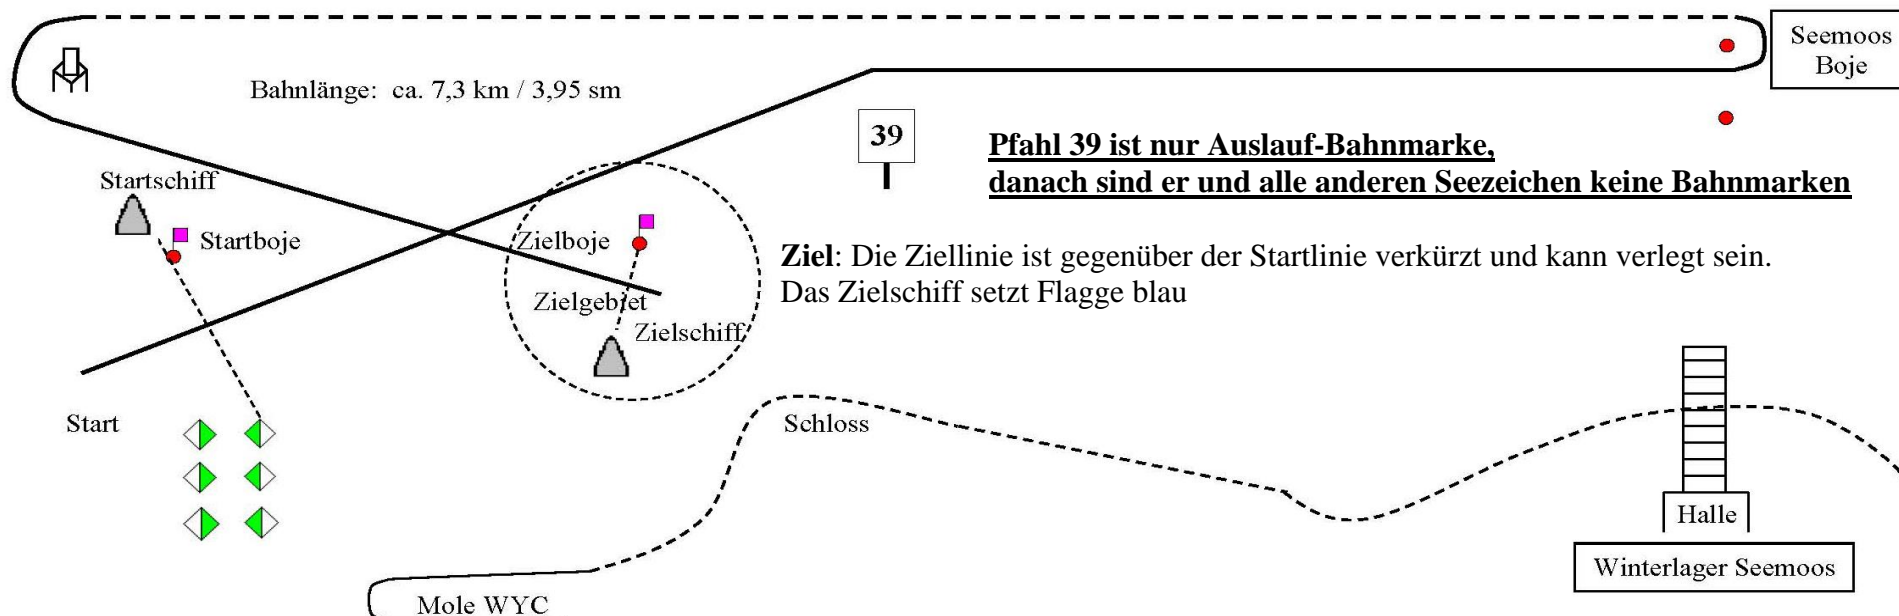 Seemoos
Boje
Bahnlänge: ca. 7,3 km / 3,95 sm
39
Pfahl 39 ist nur Auslauf-Bahnmarke,
danach sind er und alle anderen Seezeichen keine Bahnmarken
Startschiff
Startboje
Zielboje
Ziel: Die Ziellinie ist gegenüber der Startlinie verkürzt und kann verlegt sein.
Das Zielschiff setzt Flagge blau
Zielgebiet
Zielschiff
Start
Schloss
Halle
Winterlager Seemoos
Mole WYC